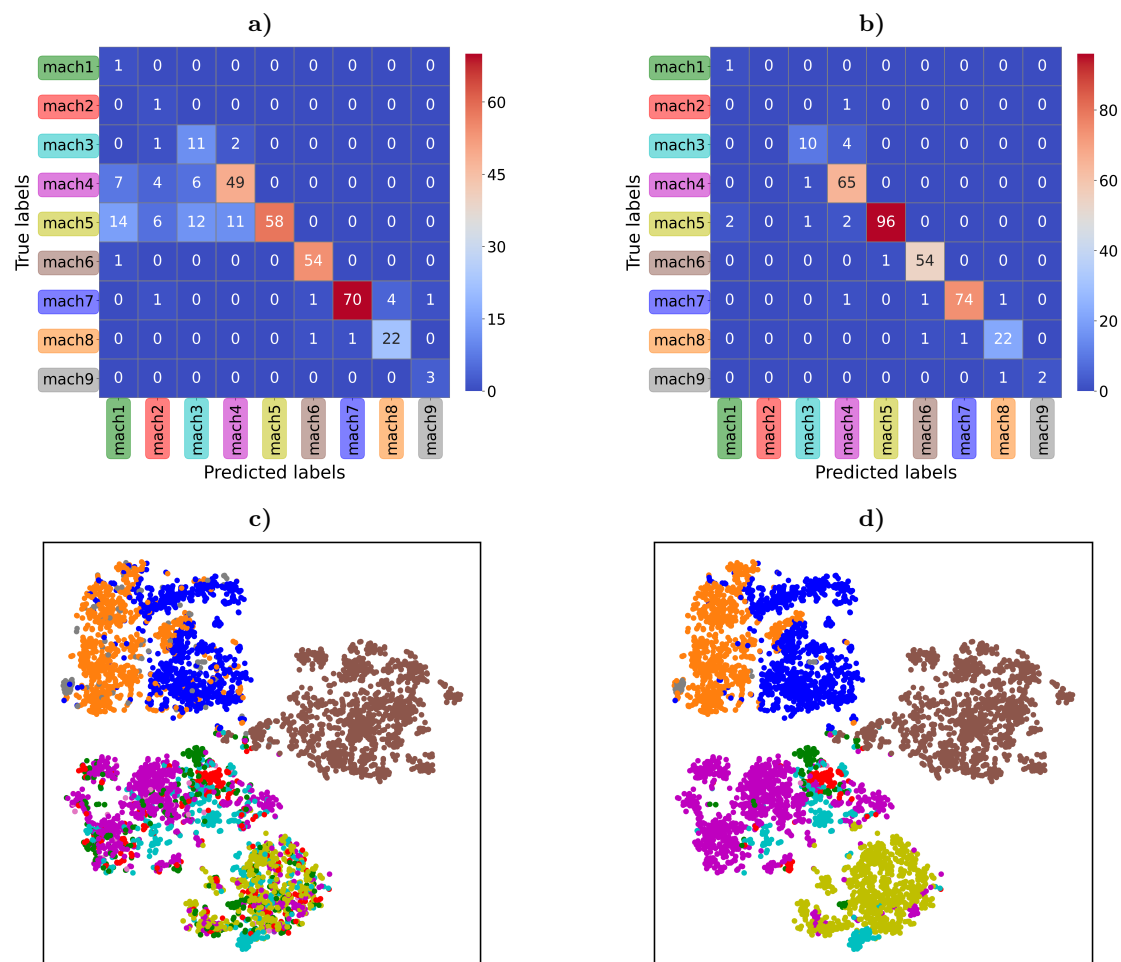 a)
True labels
mach1 1 0 0 0 0 0 0 0 0
mach2 0 1 0 0 0 0 0 0 0
mach3 0 1 11 2 0 0 0 0 0
mach4 7 4 6 49 0 0 0 0 0
mach5 14 6 12 11 58 0 0 0 0
mach6 1 0 0 0 0 54 0 0 0
mach7 0 1 0 0 0 1 70 4 1
mach8 0 0 0 0 0 1 1 22 0
mach9 0 0 0 0 0 0 0 0 3
mach1 mach2 mach3 mach4 mach5 mach6 mach7 mach8 mach9
Predicted labels
60
45
30
15
0
b)
True labels
mach1 1 0 0 0 0 0 0 0 0
mach2 0 0 0 1 0 0 0 0 0
mach3 0 0 10 4 0 0 0 0 0
mach4 0 0 1 65 0 0 0 0 0
mach5 2 0 1 2 96 0 0 0 0
mach6 0 0 0 0 1 54 0 0 0
mach7 0 0 0 1 0 1 74 1 0
mach8 0 0 0 0 0 1 1 22 0
mach9 0 0 0 0 0 0 0 1 2
mach1 mach2 mach3 mach4 mach5 mach6 mach7 mach8 mach9
Predicted labels
80
60
40
20
0
c)
d)